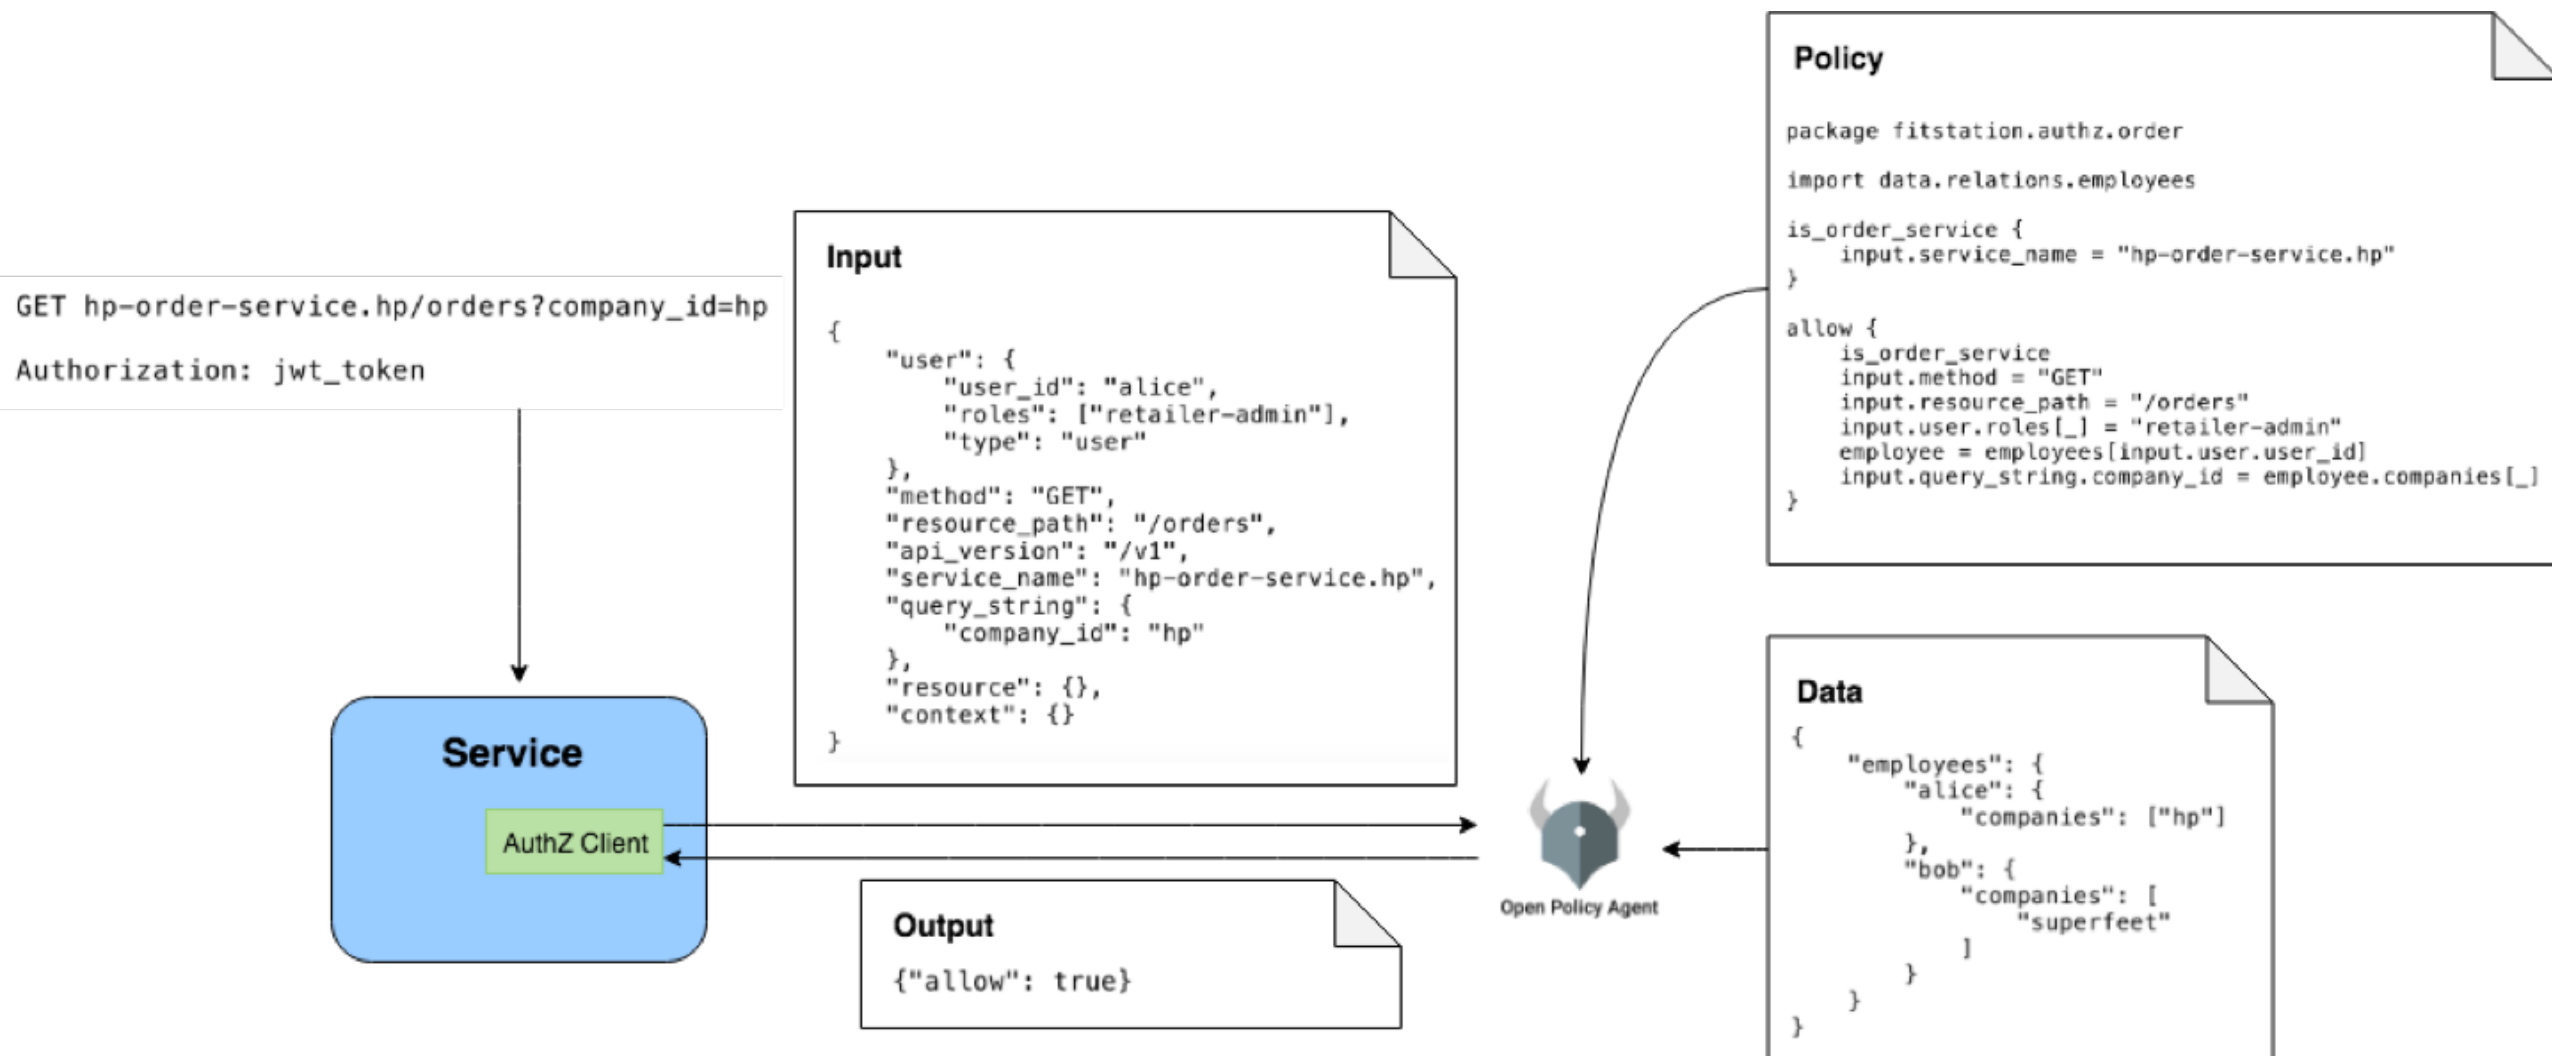 GET hp-order-service.hp/orders?company_id=hp
Authorization: jwt_token
Service
AuthZ Client
Input
{
    "user": {
        "user_id": "alice",
        "roles": ["retailer-admin"],
        "type": "user"
    },
    "method": "GET",
    "resource_path": "/orders",
    "api_version": "/v1",
    "service_name": "hp-order-service.hp",
    "query_string": {
        "company_id": "hp"
    },
    "resource": {},
    "context": {}
}
Output
{"allow": true}
Open Policy Agent
Policy
package fitstation.authz.order
import data.relations.employees
is_order_service {
    input.service_name = "hp-order-service.hp"
}
allow {
    is_order_service
    input.method = "GET"
    input.resource_path = "/orders"
    input.user.roles[_] = "retailer-admin"
    employee = employees[input.user.user_id]
    input.query_string.company_id = employee.companies[_]
}
Data
{
    "employees": {
        "alice": {
            "companies": ["hp"]
        },
        "bob": {
            "companies": [
                "superfeet"
            ]
        }
    }
}